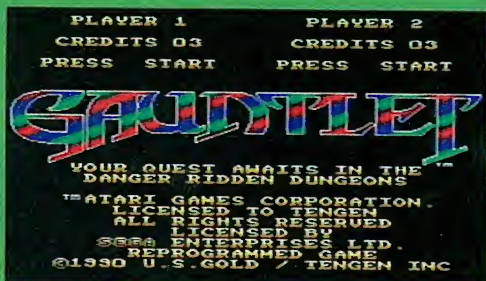 PLAYER 1 PLAYER 2
CREDITS 03 CREDITS 03
PRESS START PRESS START
GAUNTLET™
YOUR QUEST AWAITS IN THE
DANGER RIDDEN DUNGEONS
™ATARI GAMES CORPORATION.
LICENSED TO TENGEN
ALL RIGHTS RESERVED
LICENSED BY
SEGA ENTERPRISES LTD.
REPROGRAMMED GAME
©1990 U.S.GOLD / TENGEN INC